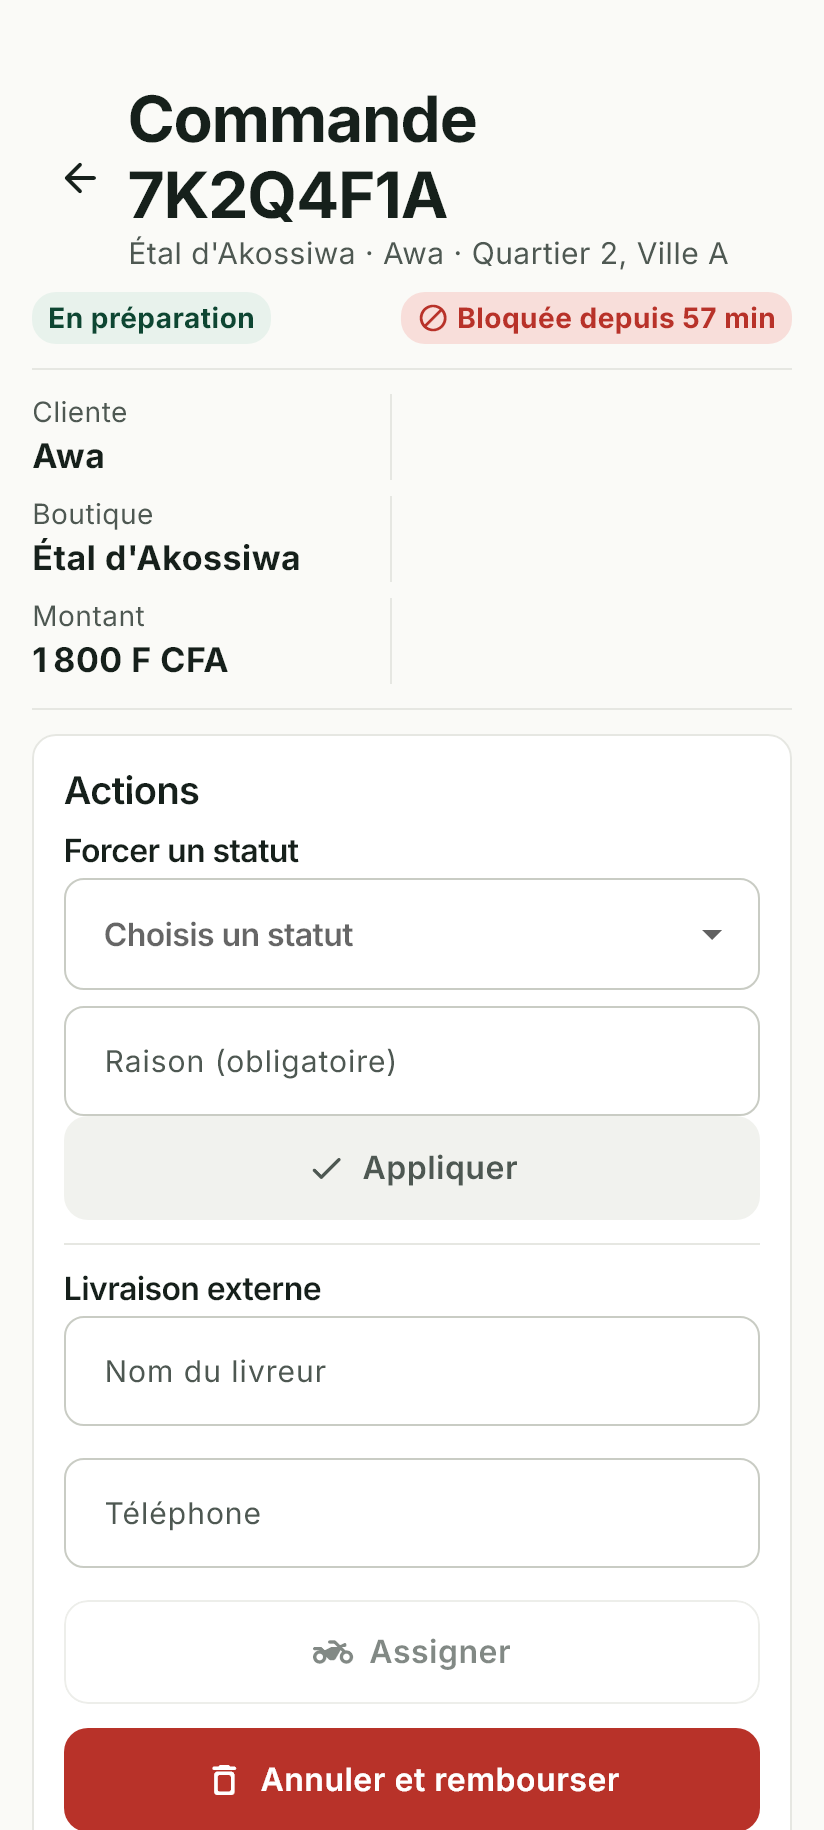 Commande
7K2Q4F1A
Étal d'Akossiwa · Awa · Quartier 2, Ville A
En préparation
Bloquée depuis 57 min
Cliente
Awa
Boutique
Étal d'Akossiwa
Montant
1 800 F CFA
Actions
Forcer un statut
Choisis un statut
Raison (obligatoire)
Appliquer
Livraison externe
Nom du livreur
Téléphone
Assigner
Annuler et rembourser